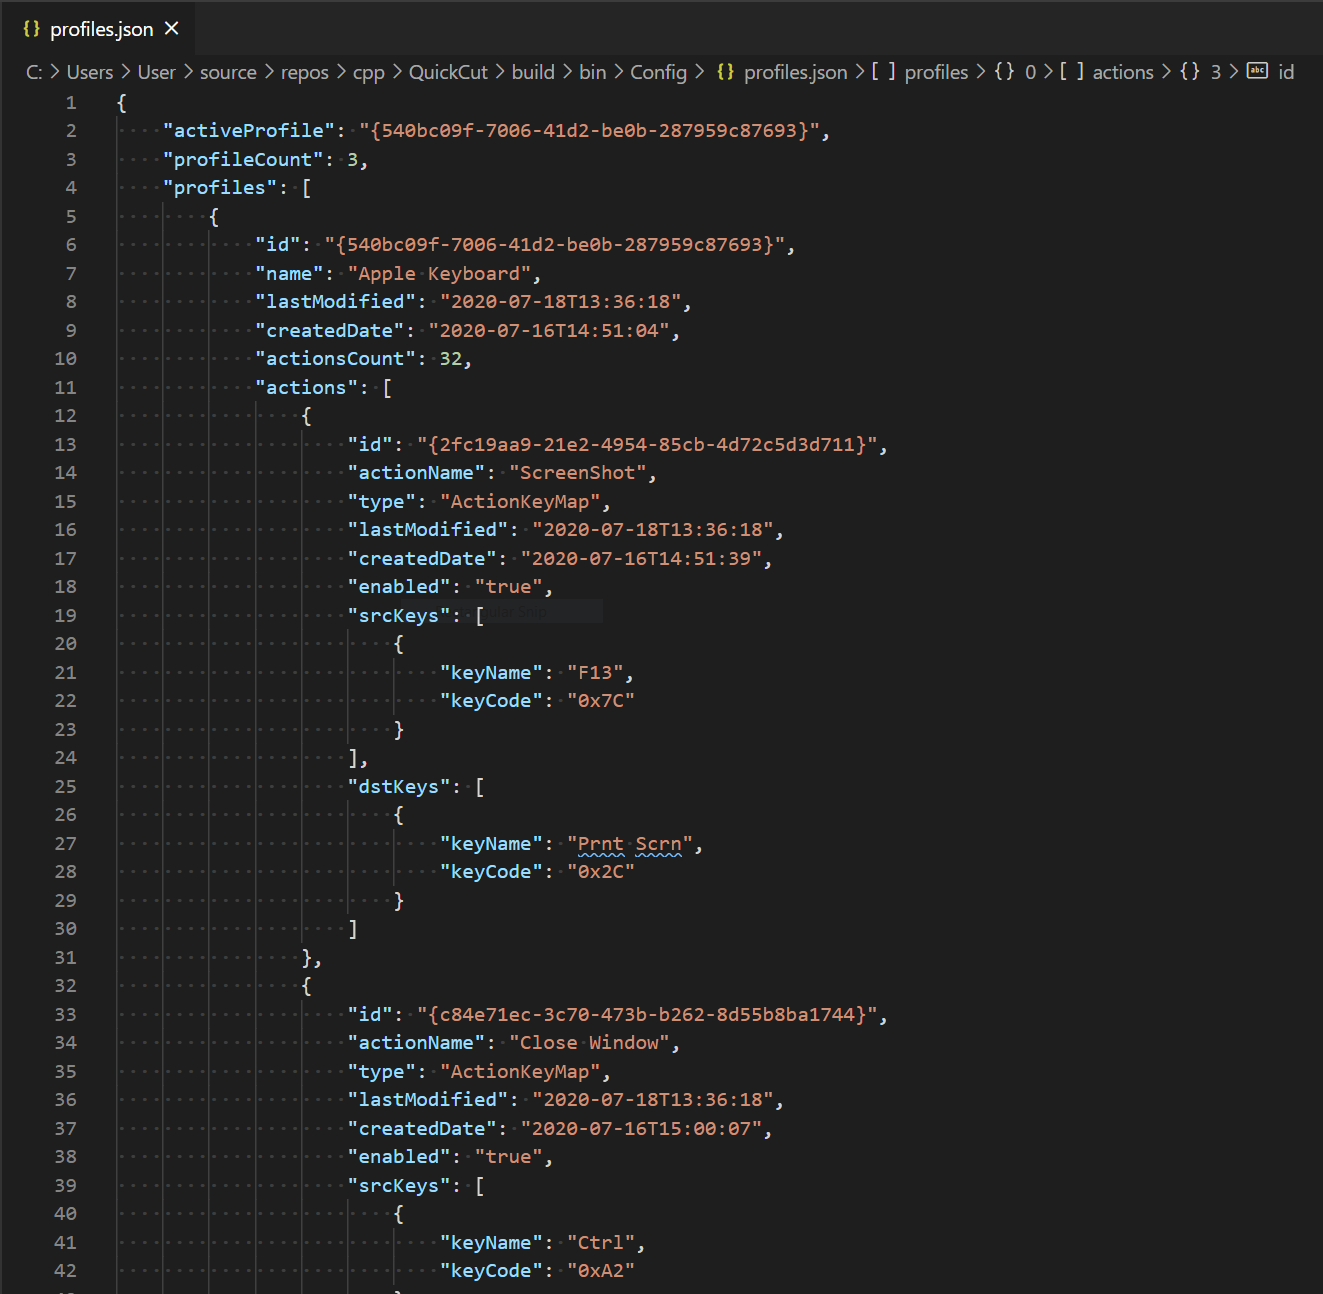 {} profiles.json ×
C: > Users > User > source > repos > cpp > QuickCut > build > bin > Config > {} profiles.json > [ ] profiles > {} 0 > [ ] actions > {} 3 > abc id
1 {
2 "activeProfile": "{540bc09f-7006-41d2-be0b-287959c87693}",
3 "profileCount": 3,
4 "profiles": [
5 {
6 "id": "{540bc09f-7006-41d2-be0b-287959c87693}",
7 "name": "Apple Keyboard",
8 "lastModified": "2020-07-18T13:36:18",
9 "createdDate": "2020-07-16T14:51:04",
10 "actionsCount": 32,
11 "actions": [
12 {
13 "id": "{2fc19aa9-21e2-4954-85cb-4d72c5d3d711}",
14 "actionName": "ScreenShot",
15 "type": "ActionKeyMap",
16 "lastModified": "2020-07-18T13:36:18",
17 "createdDate": "2020-07-16T14:51:39",
18 "enabled": "true",
19 "srcKeys": [
20 {
21 "keyName": "F13",
22 "keyCode": "0x7C"
23 }
24 ],
25 "dstKeys": [
26 {
27 "keyName": "Prnt Scrn",
28 "keyCode": "0x2C"
29 }
30 ]
31 },
32 {
33 "id": "{c84e71ec-3c70-473b-b262-8d55b8ba1744}",
34 "actionName": "Close Window",
35 "type": "ActionKeyMap",
36 "lastModified": "2020-07-18T13:36:18",
37 "createdDate": "2020-07-16T15:00:07",
38 "enabled": "true",
39 "srcKeys": [
40 {
41 "keyName": "Ctrl",
42 "keyCode": "0xA2"